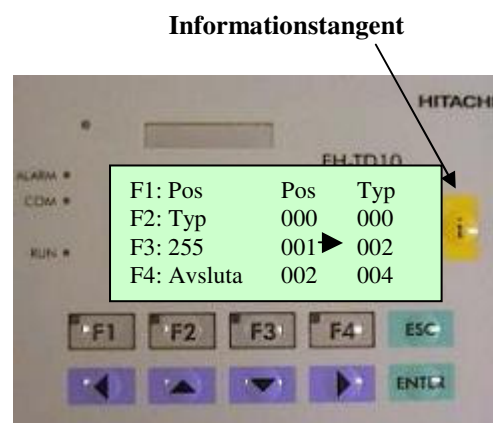 Informationstangent
HITACHI
EH-TD10
ALARM
COM
RUN
F1: Pos Pos Typ
F2: Typ 000 000
F3: 255 001 002
F4: Avsluta 002 004
i
F1 F2 F3 F4 ESC
ENTER